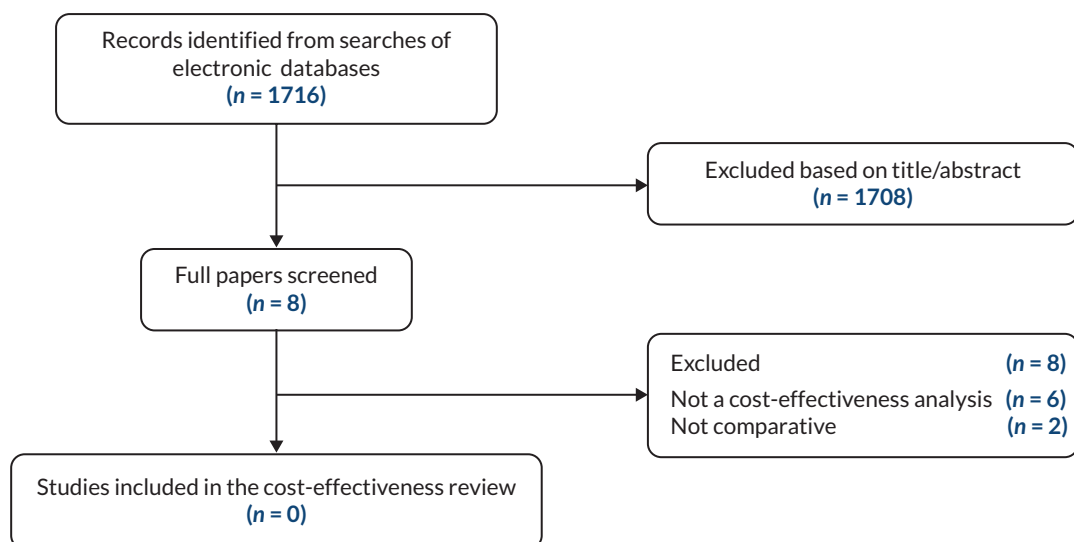 Records identified from searches of
electronic databases
(n = 1716)
Excluded based on title/abstract
(n = 1708)
Full papers screened
(n = 8)
Excluded (n = 8)
Not a cost-effectiveness analysis (n = 6)
Not comparative (n = 2)
Studies included in the cost-effectiveness review
(n = 0)